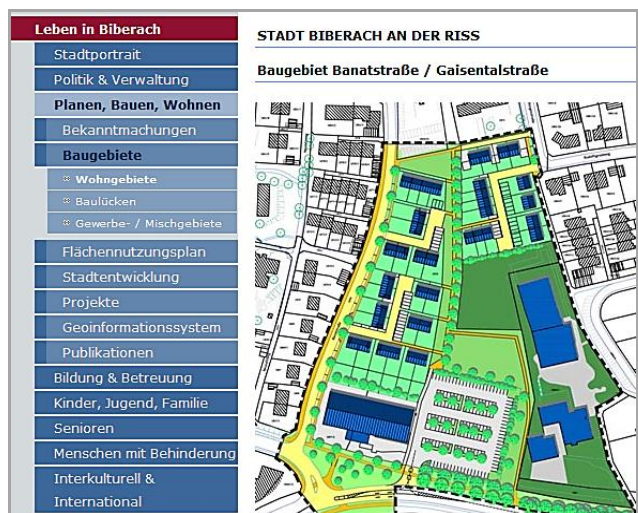 Leben in Biberach
Stadtportrait
Politik & Verwaltung
Planen, Bauen, Wohnen
Bekanntmachungen
Baugebiete
Wohngebiete
Baulücken
Gewerbe- / Mischgebiete
Flächennutzungsplan
Stadtentwicklung
Projekte
Geoinformationssystem
Publikationen
Bildung & Betreuung
Kinder, Jugend, Familie
Senioren
Menschen mit Behinderung
Interkulturell &
International
STADT BIBERACH AN DER RISS
Baugebiet Banatstraße / Gaisentalstraße